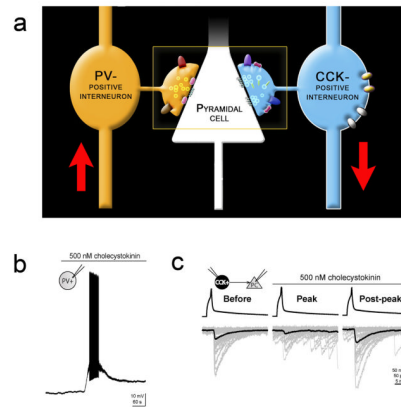 a
PV-
POSITIVE
INTERNEURON
PYRAMIDAL
CELL
CCK-
POSITIVE
INTERNEURON
b
500 nM cholecystokinin
PV+
10 mV
60 s
c
500 nM cholecystokinin
CCK+
PC
Before
Peak
Post-peak